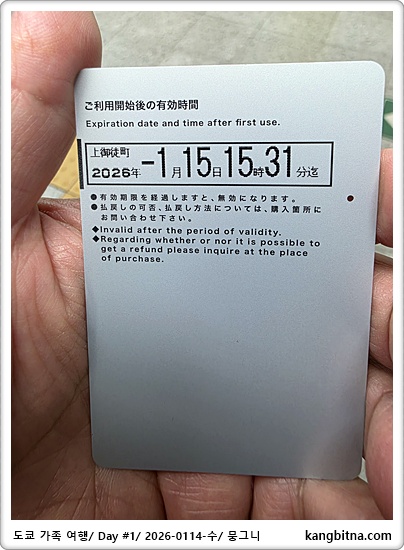 ご利用開始後の有効時間
Expiration date and time after first use.
上御徒町
2026年-1月15日15時31分迄
●有効期限を経過しますと、無効になります。
●払戻しの可否、払戻し方法については、購入箇所に
お問い合わせ下さい。
◆Invalid after the period of validity.
◆Regarding whether or nor it is possible to
get a refund please inquire at the place
of purchase.
도쿄 가족 여행/ Day #1/ 2026-0114-수/ 뭉그니
kangbitna.com